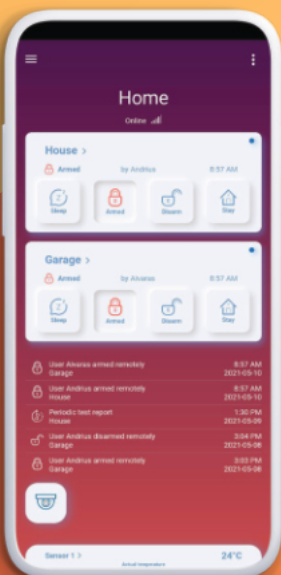 Home
Online
House >
Armed by Andrius 8:57 AM
Sleep Armed Disarm Stay
Garage >
Armed by Aivaras 8:57 AM
Sleep Armed Disarm Stay
User Aivaras armed remotely 8:57 AM
Garage 2021-05-10
User Andrius armed remotely 8:57 AM
House 2021-05-10
Periodic test report 1:30 PM
House 2021-05-09
User Andrius disarmed remotely 3:04 PM
Garage 2021-05-08
User Andrius armed remotely 3:03 PM
Garage 2021-05-08
Sensor 1 > 24°C
Actual temperature